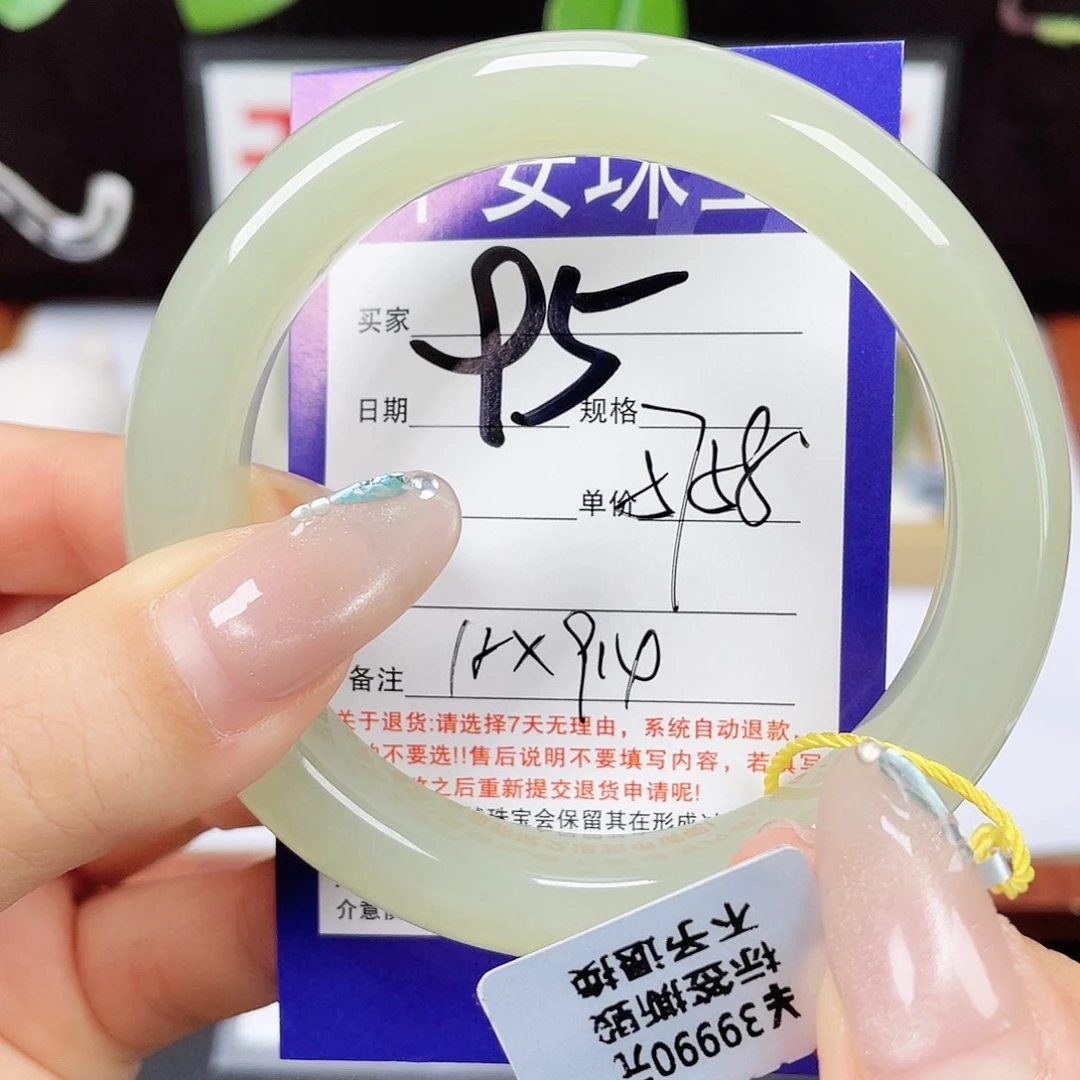 安珠
买家
P5
日期
规格
单价
备注
关于退货:请选择7天无理由，系统自动退款，
不要选!!售后说明不要填写内容，若填写
之后重新提交退货申请呢!
珠宝会保留其在形成过
介意
¥39990元
标签撕毁
不予退换